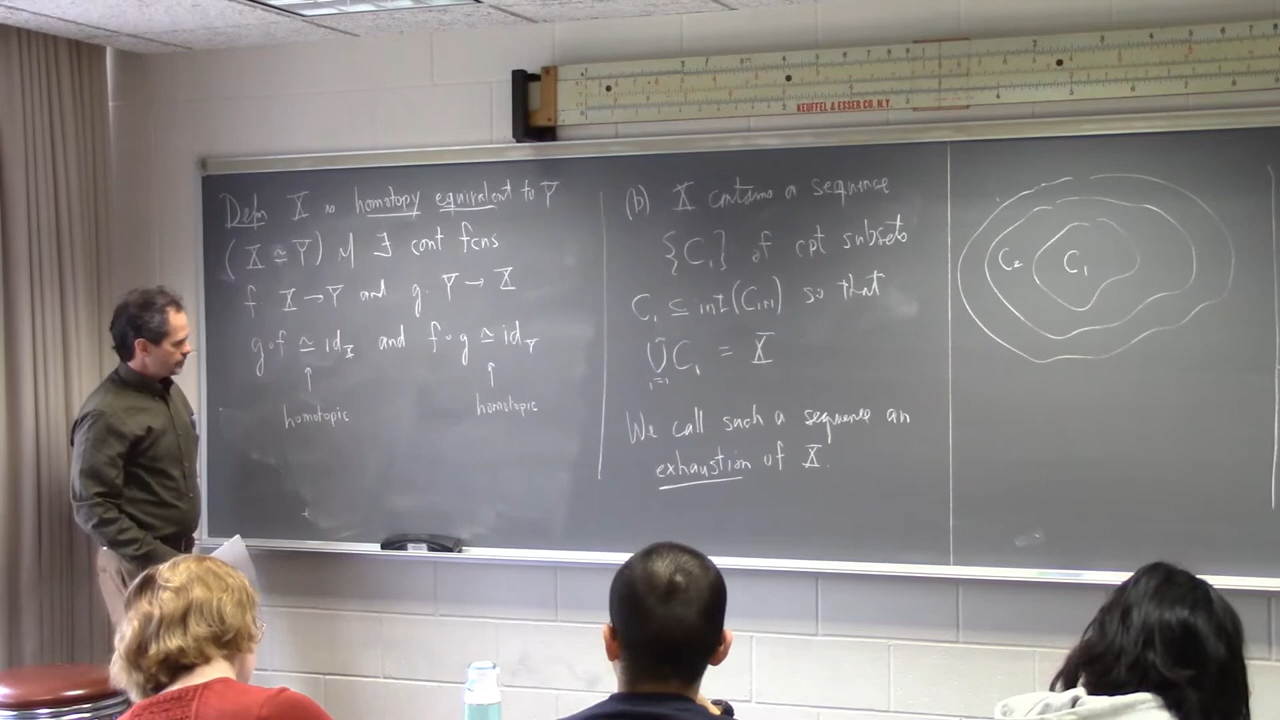 KEUFFEL & ESSER CO. N.Y.
Defn X is homotopy equivalent to Y
(X ≃ Y) if ∃ cont fcns
f: X → Y and g: Y → X
g∘f ≃ id_X and f∘g ≃ id_Y
↑ ↑
homotopic homotopic
(b) X contains a sequence
{C_i} of cpt subsets
C_i ⊆ int(C_{i+1}) so that
∞
∪ C_i = X
i=1
We call such a sequence an
exhaustion of X.
C_2 C_1